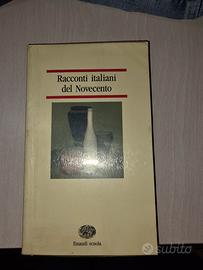 Racconti italiani
del Novecento
Einaudi scuola
subito